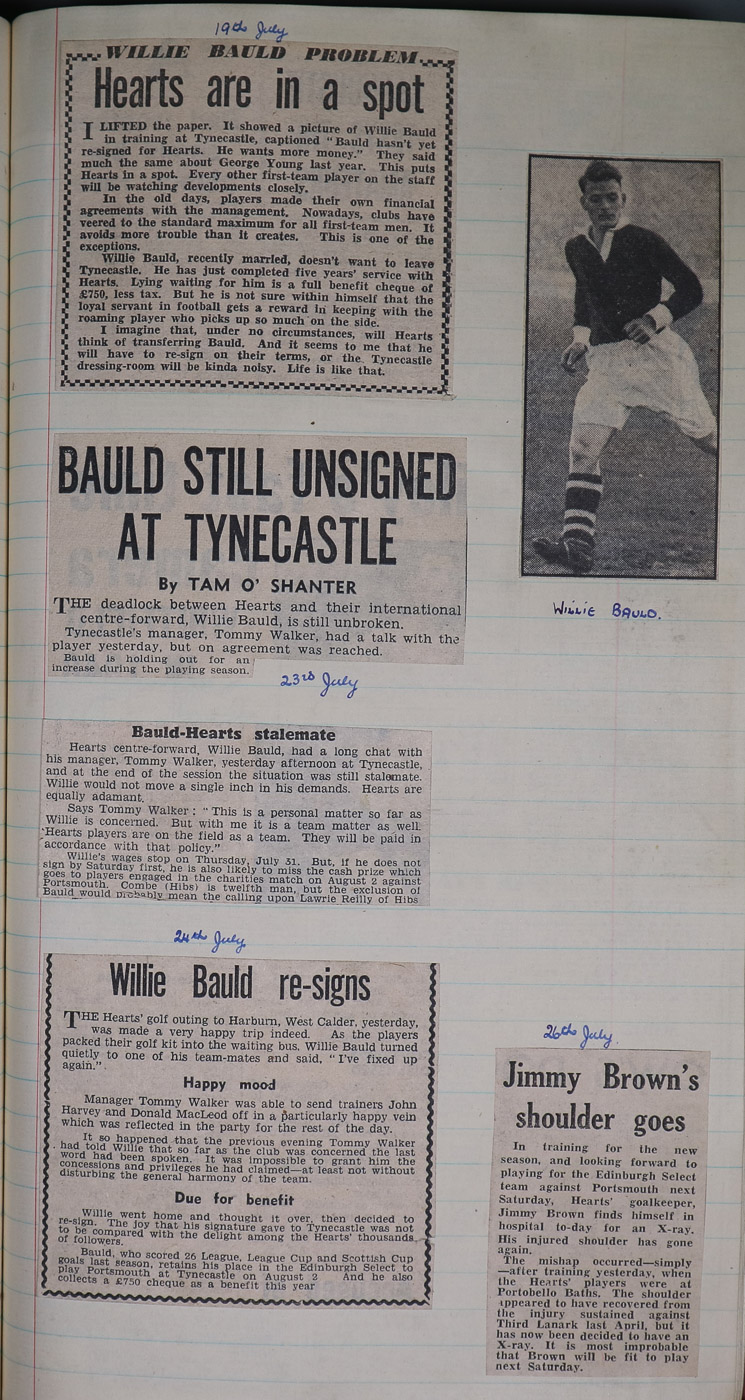 19th July
WILLIE BAULD PROBLEM
Hearts are in a spot
I LIFTED the paper. It showed a picture of Willie Bauld
in training at Tynecastle, captioned "Bauld hasn't yet
re-signed for Hearts. He wants more money." They said
much the same about George Young last year. This puts
Hearts in a spot. Every other first-team player on the staff
will be watching developments closely.
In the old days, players made their own financial
agreements with the management. Nowadays, clubs have
veered to the standard maximum for all first-team men. It
avoids more trouble than it creates. This is one of the
exceptions.
Willie Bauld, recently married, doesn't want to leave
Tynecastle. He has just completed five years' service with
Hearts. Lying waiting for him is a full benefit cheque of
£750, less tax. But he is not sure within himself that the
loyal servant in football gets a reward in keeping with the
roaming player who picks up so much on the side.
I imagine that, under no circumstances, will Hearts
think of transferring Bauld. And it seems to me that he
will have to re-sign on their terms, or the Tynecastle
dressing-room will be kinda noisy. Life is like that.
WILLIE BAULD.
BAULD STILL UNSIGNED
AT TYNECASTLE
By TAM O' SHANTER
THE deadlock between Hearts and their international
centre-forward, Willie Bauld, is still unbroken.
Tynecastle's manager, Tommy Walker, had a talk with the
player yesterday, but on agreement was reached.
Bauld is holding out for an
increase during the playing season.
23rd July
Bauld-Hearts stalemate
Hearts centre-forward, Willie Bauld, had a long chat with
his manager, Tommy Walker, yesterday afternoon at Tynecastle,
and at the end of the session the situation was still stalemate.
Willie would not move a single inch in his demands. Hearts are
equally adamant.
Says Tommy Walker: "This is a personal matter so far as
Willie is concerned. But with me it is a team matter as well.
Hearts players are on the field as a team. They will be paid in
accordance with that policy."
Willie's wages stop on Thursday, July 31. But, if he does not
sign by Saturday first, he is also likely to miss the cash prize which
goes to players engaged in the charities match on August 2 against
Portsmouth. Combe (Hibs) is twelfth man, but the exclusion of
Bauld would probably mean the calling upon Lawrie Reilly of Hibs
24th July
Willie Bauld re-signs
THE Hearts' golf outing to Harburn, West Calder, yesterday,
was made a very happy trip indeed. As the players
packed their golf kit into the waiting bus. Willie Bauld turned
quietly to one of his team-mates and said, "I've fixed up
again."
Happy mood
Manager Tommy Walker was able to send trainers John
Harvey and Donald MacLeod off in a particularly happy vein
which was reflected in the party for the rest of the day.
It so happened that the previous evening Tommy Walker
had told Willie that so far as the club was concerned the last
word had been spoken. It was impossible to grant him the
concessions and privileges he had claimed—at least not without
disturbing the general harmony of the team.
Due for benefit
Willie went home and thought it over, then decided to
re-sign. The joy that his signature gave to Tynecastle was not
to be compared with the delight among the Hearts' thousands
of followers.
Bauld, who scored 26 League, League Cup and Scottish Cup
goals last season, retains his place in the Edinburgh Select to
play Portsmouth at Tynecastle on August 2 And he also
collects a £750 cheque as a benefit this year
26th July.
Jimmy Brown's
shoulder goes
In training for the new
season, and looking forward to
playing for the Edinburgh Select
team against Portsmouth next
Saturday, Hearts' goalkeeper,
Jimmy Brown finds himself in
hospital to-day for an X-ray.
His injured shoulder has gone
again.
The mishap occurred—simply
—after training yesterday, when
the Hearts' players were at
Portobello Baths. The shoulder
appeared to have recovered from
the injury sustained against
Third Lanark last April, but it
has now been decided to have an
X-ray. It is most improbable
that Brown will be fit to play
next Saturday.